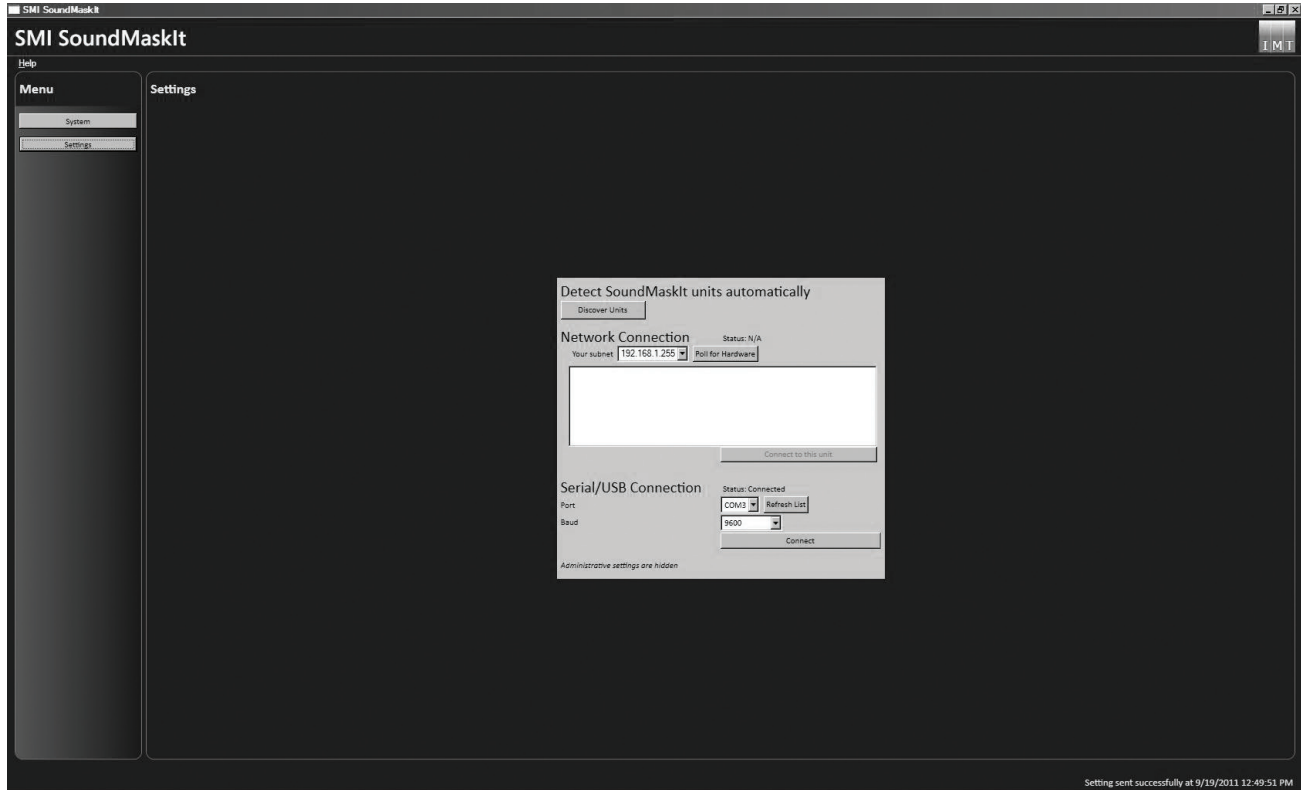 SMI SoundMaskIt
SMI SoundMaskIt
IMT
Help
Menu
System
Settings
Settings
Detect SoundMaskIt units automatically
Discover Units
Network Connection Status: N/A
Your subnet 192.168.1.255 Poll for Hardware
Connect to this unit
Serial/USB Connection Status: Connected
Port COM3 Refresh List
Baud 9600
Connect
Administrative settings are hidden
Setting sent successfully at 9/19/2011 12:49:51 PM